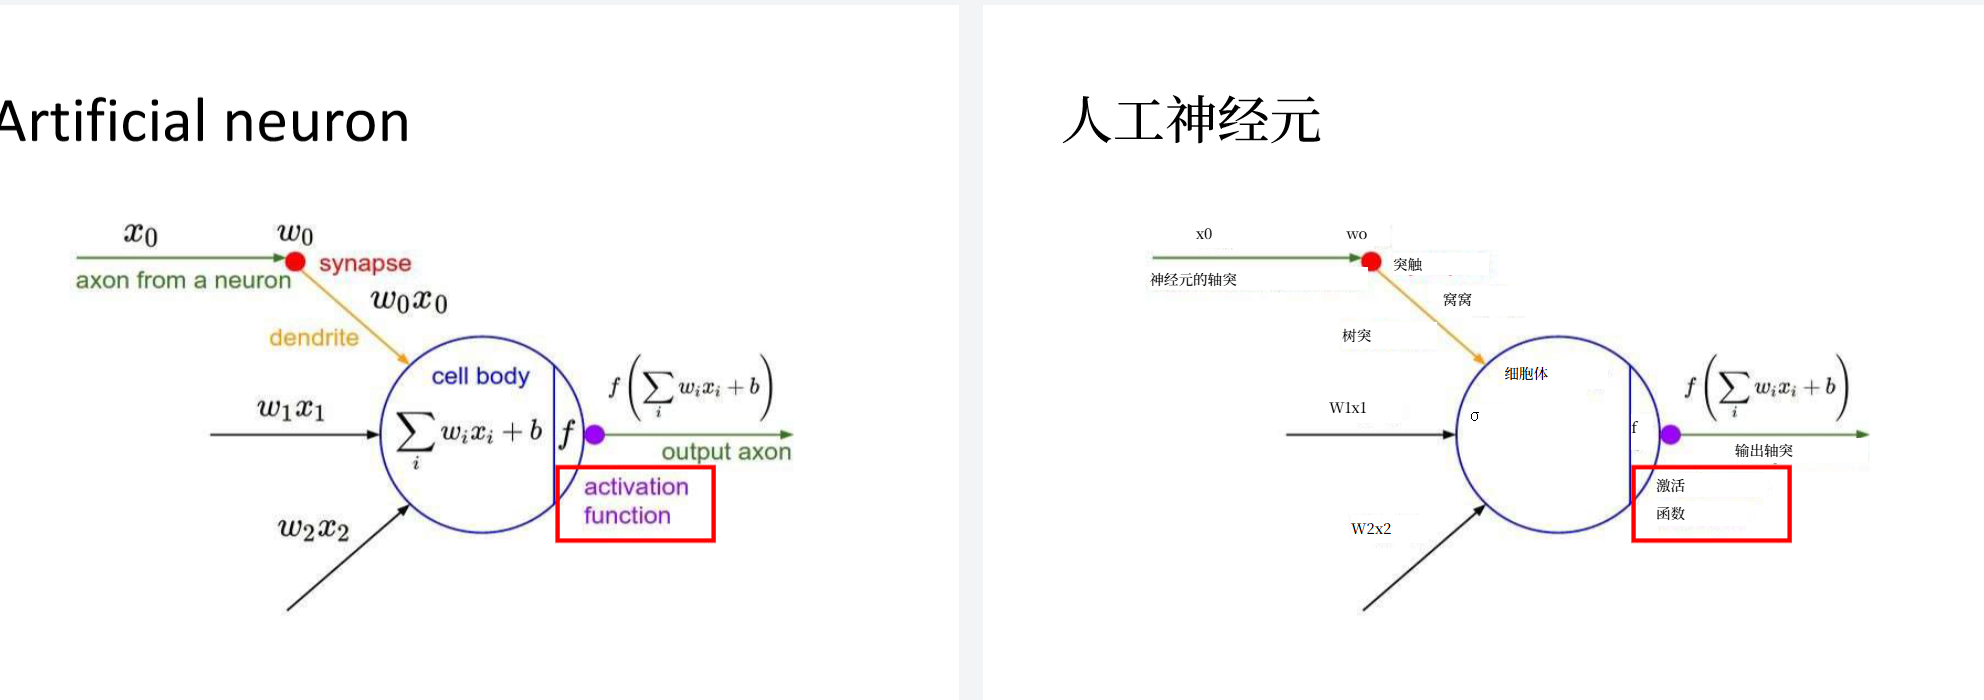 Artificial neuron
x0
w0
synapse
axon from a neuron
w0x0
dendrite
cell body
f(∑i wixi + b)
w1x1
∑i wixi + b
f
output axon
activation
function
w2x2
人工神经元
x0
wo
突触
神经元的轴突
窝窝
树突
细胞体
f(∑i wixi + b)
W1x1
σ
f
输出轴突
激活
函数
W2x2